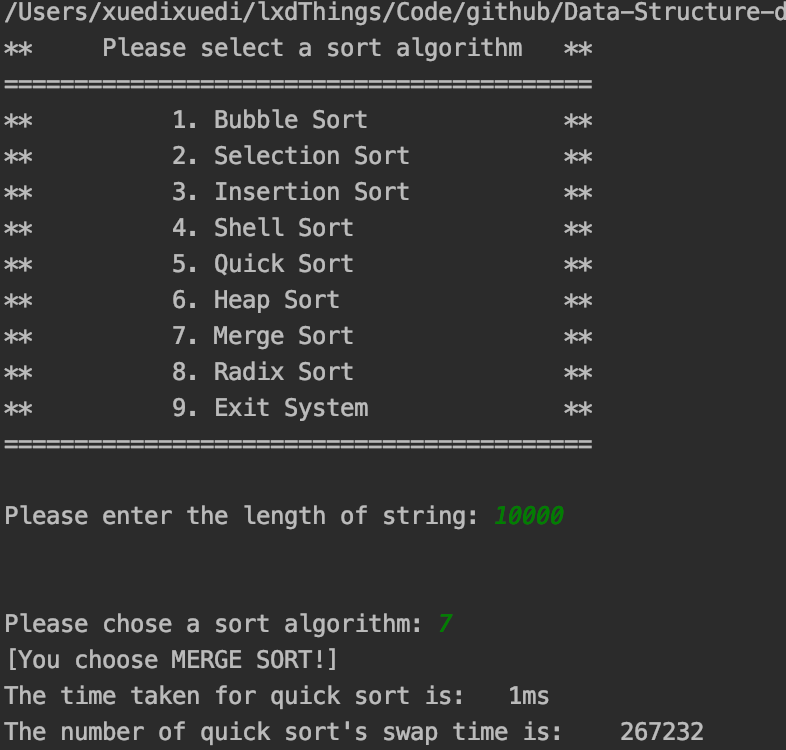 /Users/xuedixuedi/lxdThings/Code/github/Data-Structure-d
** Please select a sort algorithm **
==========================================
** 1. Bubble Sort **
** 2. Selection Sort **
** 3. Insertion Sort **
** 4. Shell Sort **
** 5. Quick Sort **
** 6. Heap Sort **
** 7. Merge Sort **
** 8. Radix Sort **
** 9. Exit System **
==========================================
Please enter the length of string: 10000
Please chose a sort algorithm: 7
[You choose MERGE SORT!]
The time taken for quick sort is: 1ms
The number of quick sort's swap time is: 267232